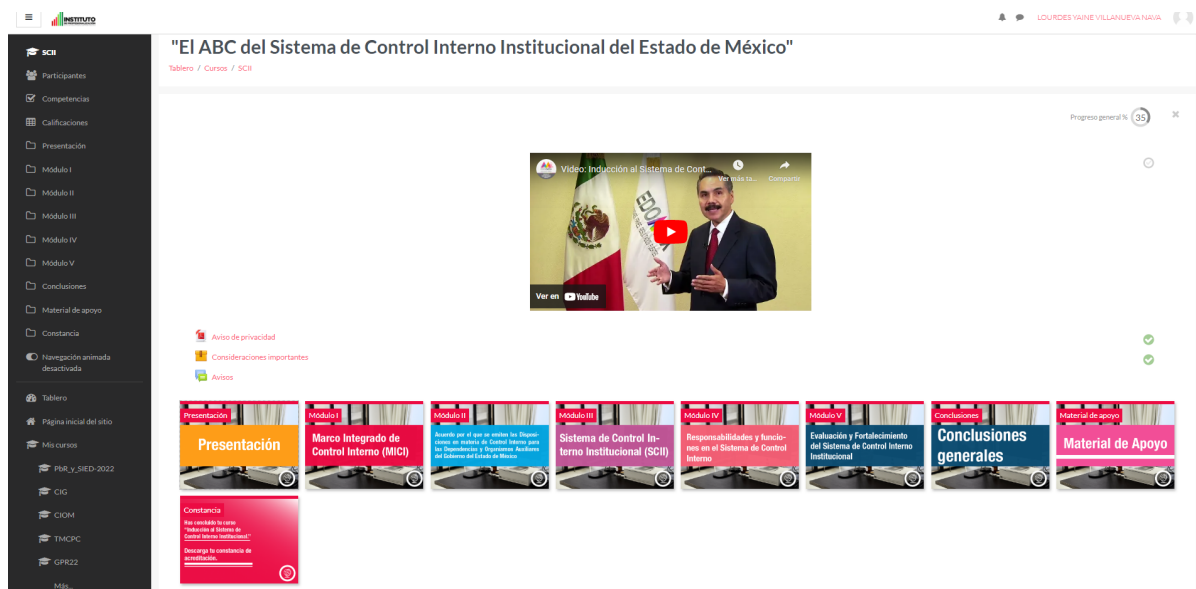 INSTITUTO
LOURDES YAINE VILLANUEVA NAVA
SCII
Participantes
Competencias
Calificaciones
Presentación
Módulo I
Módulo II
Módulo III
Módulo IV
Módulo V
Conclusiones
Material de apoyo
Constancia
Navegación animada
desactivada
Tablero
Página inicial del sitio
Mis cursos
PbR_y_SIED-2022
CIG
CIOM
TMCPC
GPR22
Más...
"El ABC del Sistema de Control Interno Institucional del Estado de México"
Tablero / Cursos / SCII
Progreso general % 35
Video: Inducción al Sistema de Cont...
Ver más ta...
Compartir
Ver en YouTube
Aviso de privacidad
Consideraciones importantes
Avisos
Presentación
Presentación
Módulo I
Marco Integrado de
Control Interno (MICI)
Módulo II
Acuerdo por el que se emiten las Disposi-
ciones en materia de Control Interno para
las Dependencias y Organismos Auxiliares
del Gobierno del Estado de México
Módulo III
Sistema de Control In-
terno Institucional (SCII)
Módulo IV
Responsabilidades y funcio-
nes en el Sistema de Control
Interno
Módulo V
Evaluación y Fortalecimiento
del Sistema de Control Interno
Institucional
Conclusiones
Conclusiones
generales
Material de apoyo
Material de Apoyo
Constancia
Has concluido tu curso
"Inducción al Sistema de
Control Interno Institucional."
Descarga tu constancia de
acreditación.